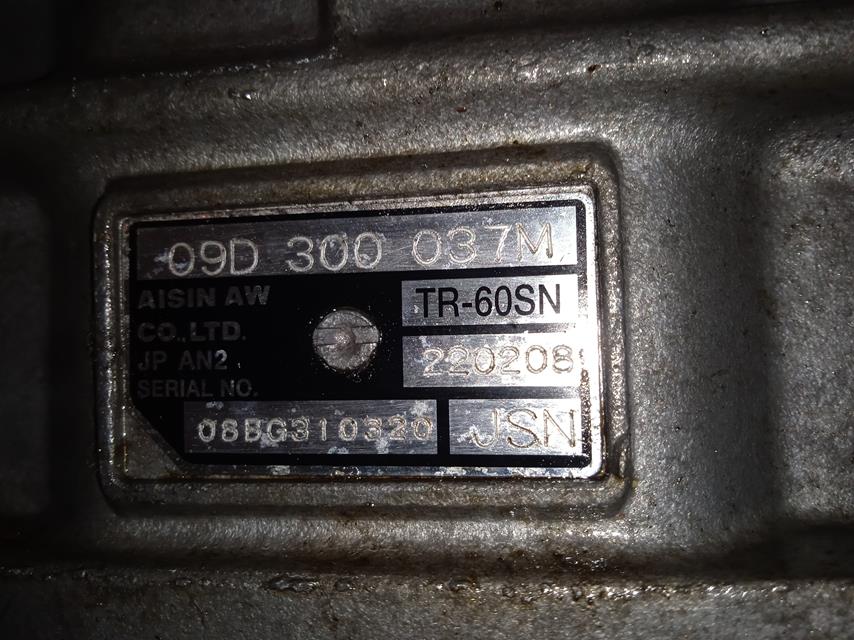 09D 300 037M
AISIN AW
CO.,LTD.
JP AN2
SERIAL NO.
TR-60SN
220208
08BG310320
JSN